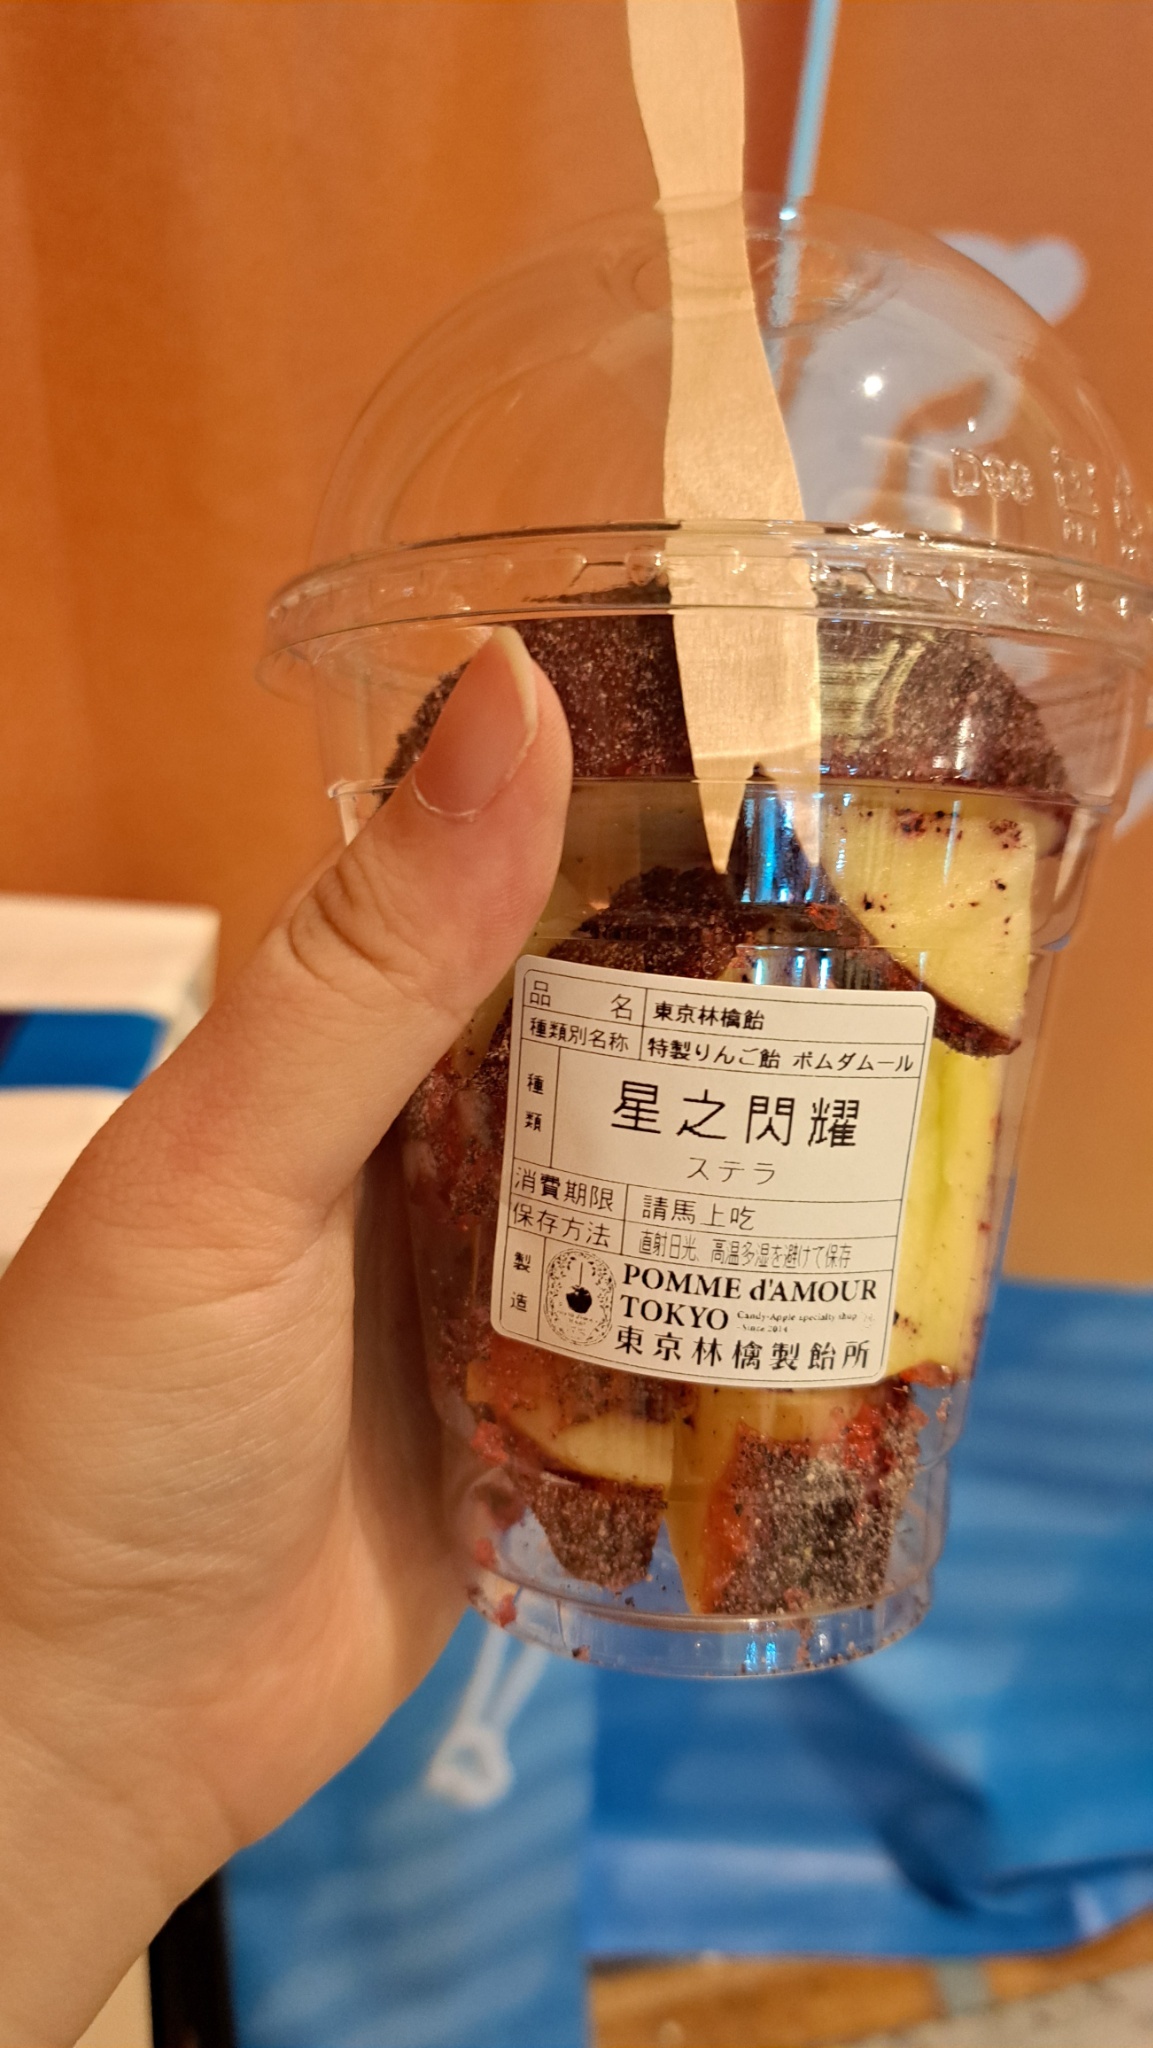 品名 東京林檎飴
種類別名称 特製りんご飴 ポムダムール
種類 星之閃耀
ステラ
消費期限 請馬上吃
保存方法 直射日光、高温多湿を避けて保存
製造 POMME d'AMOUR
TOKYO Candy-Apple specialty shop
-Since 2014
東京林檎製飴所